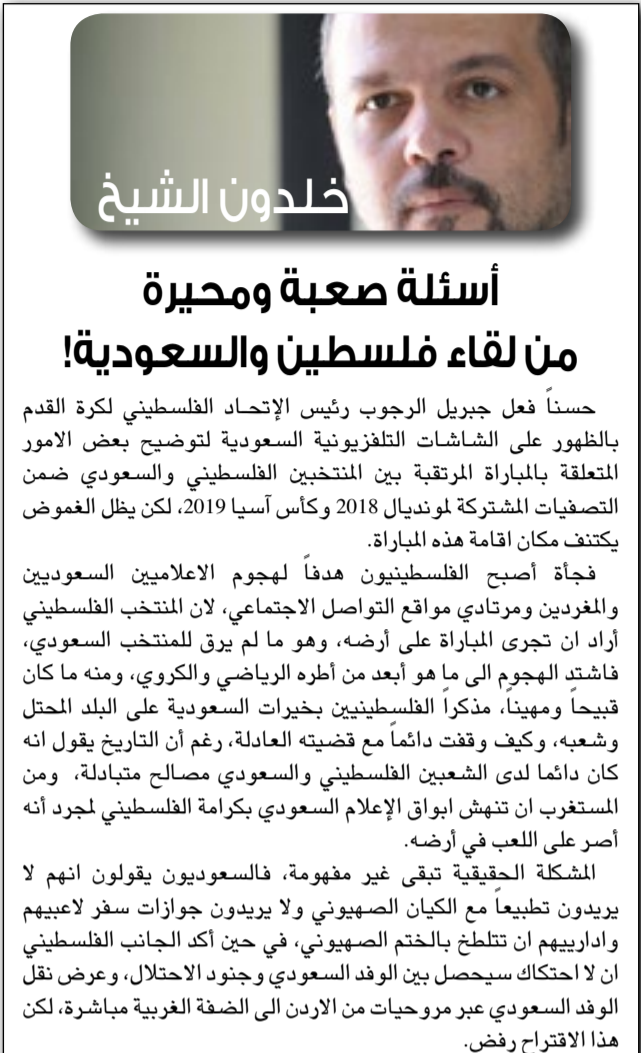 خلدون الشيخ
أسئلة صعبة ومحيرة
من لقاء فلسطين والسعودية!
حسناً فعل جبريل الرجوب رئيس الإتحاد الفلسطيني لكرة القدم
بالظهور على الشاشات التلفزيونية السعودية لتوضيح بعض الامور
المتعلقة بالمباراة المرتقبة بين المنتخبين الفلسطيني والسعودي ضمن
التصفيات المشتركة لمونديال 2018 وكأس آسيا 2019، لكن يظل الغموض
يكتنف مكان اقامة هذه المباراة.
فجأة أصبح الفلسطينيون هدفاً لهجوم الاعلاميين السعوديين
والمغردين ومرتادي مواقع التواصل الاجتماعي، لان المنتخب الفلسطيني
أراد ان تجرى المباراة على أرضه، وهو ما لم يرق للمنتخب السعودي،
فاشتد الهجوم الى ما هو أبعد من أطره الرياضي والكروي، ومنه ما كان
قبيحاً ومهيناً، مذكراً الفلسطينيين بخيرات السعودية على البلد المحتل
وشعبه، وكيف وقفت دائماً مع قضيته العادلة، رغم أن التاريخ يقول انه
كان دائما لدى الشعبين الفلسطيني والسعودي مصالح متبادلة، ومن
المستغرب ان تنهش ابواق الإعلام السعودي بكرامة الفلسطيني لمجرد أنه
أصر على اللعب في أرضه.
المشكلة الحقيقية تبقى غير مفهومة، فالسعوديون يقولون انهم لا
يريدون تطبيعاً مع الكيان الصهيوني ولا يريدون جوازات سفر لاعبيهم
وادارييهم ان تتلطخ بالختم الصهيوني، في حين أكد الجانب الفلسطيني
ان لا احتكاك سيحصل بين الوفد السعودي وجنود الاحتلال، وعرض نقل
الوفد السعودي عبر مروحيات من الاردن الى الضفة الغربية مباشرة، لكن
هذا الاقتراح رفض.